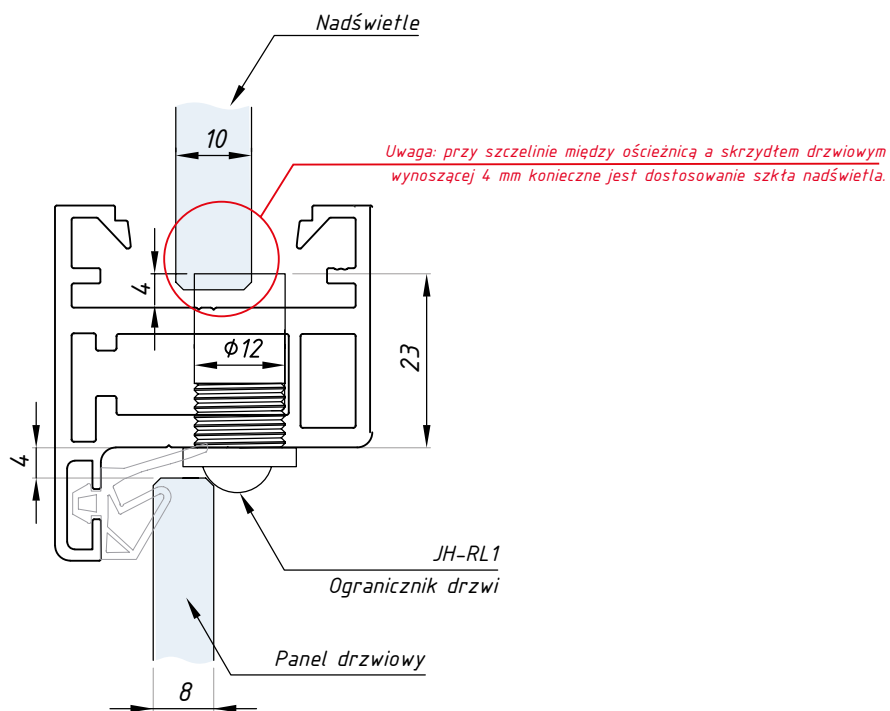 Nadświetle
10
Uwaga: przy szczelinie między ościeżnicą a skrzydłem drzwiowym
wynoszącej 4 mm konieczne jest dostosowanie szkła nadświetla.
4
ϕ12
23
4
JH-RL1
Ogranicznik drzwi
Panel drzwiowy
8